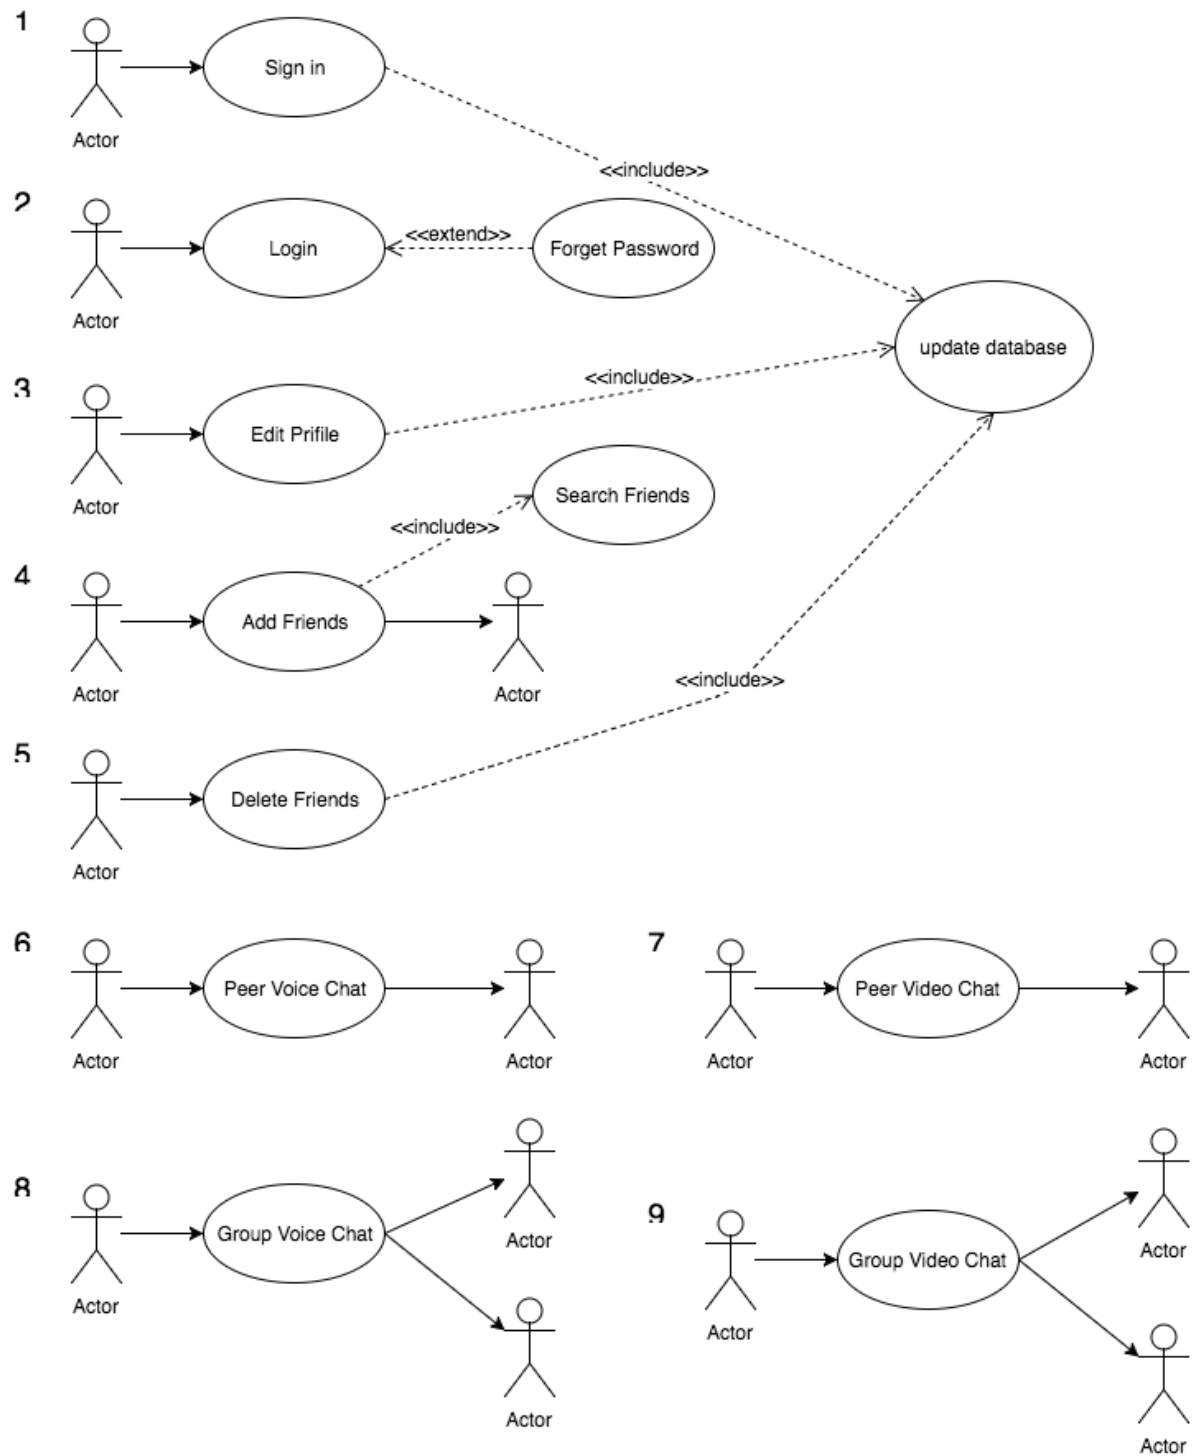 1
Sign in
Actor
<<include>>
2
Login
<<extend>>
Forget Password
Actor
update database
3
<<include>>
Edit Prifile
Actor
Search Friends
<<include>>
4
Add Friends
Actor
Actor
<<include>>
5
Delete Friends
Actor
6
Peer Voice Chat
Actor
Actor
7
Peer Video Chat
Actor
Actor
8
Group Voice Chat
Actor
Actor
Actor
9
Group Video Chat
Actor
Actor
Actor